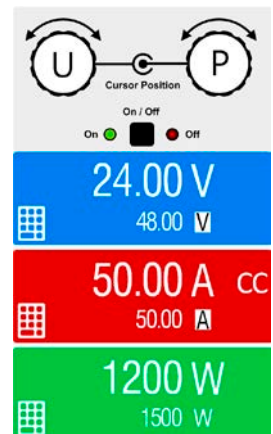 U P
Cursor Position
On / Off
On Off
24.00 V
48.00 V
50.00 A CC
50.00 A
1200 W
1500 W